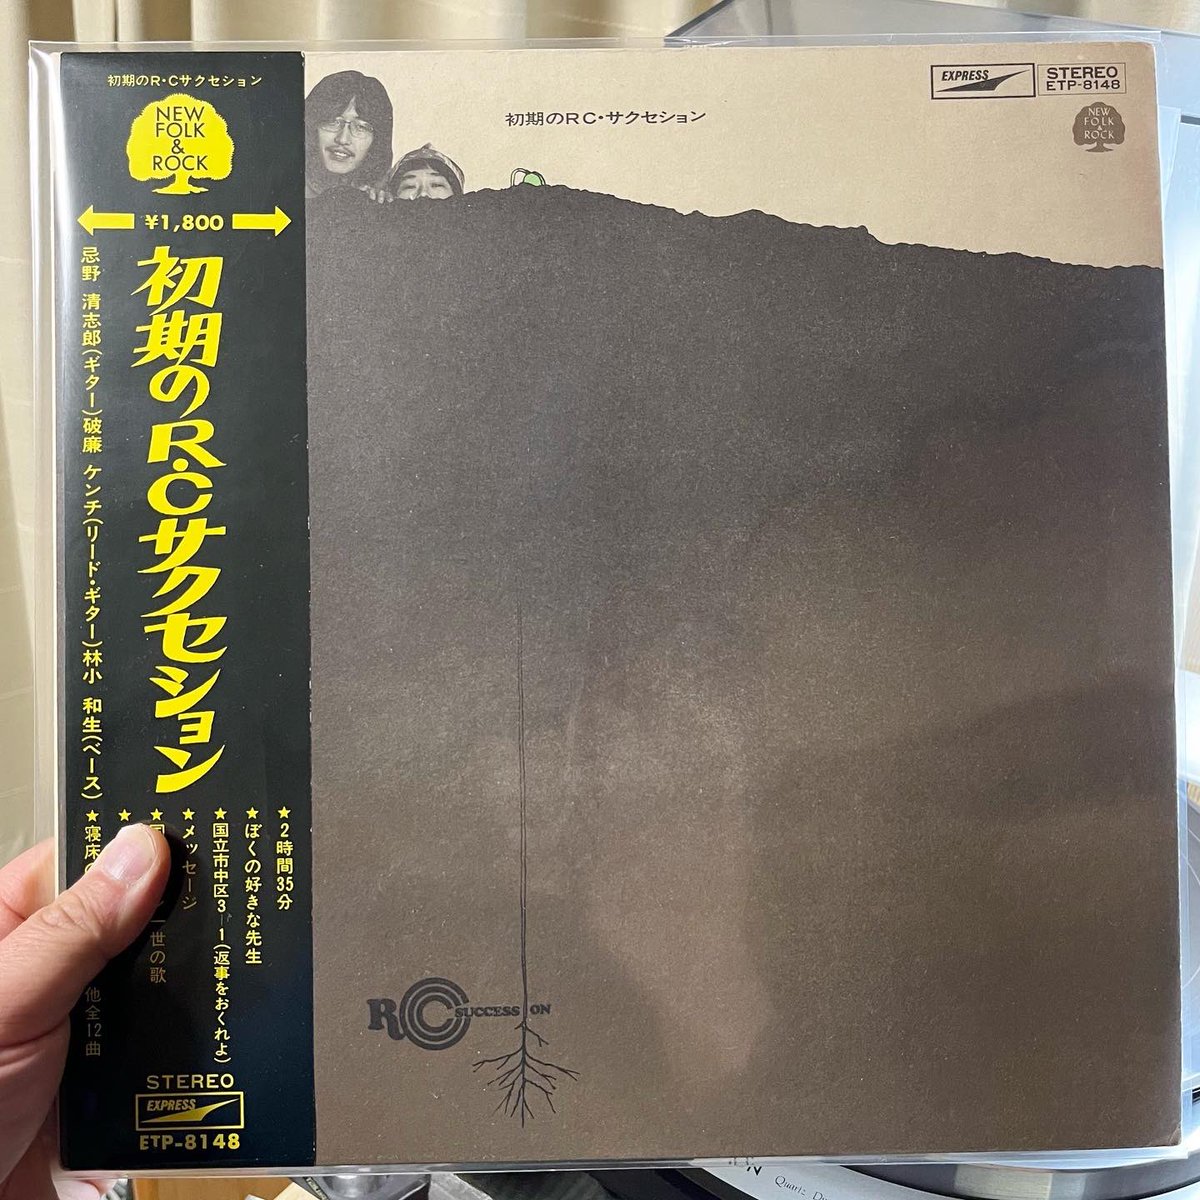 初期のR・Cサクセション
NEW
FOLK
&
ROCK
¥1,800
初期のR・Cサクセション
忌野 清志郎(ギター)破廉 ケンチ(リード・ギター)林小 和生(ベース)
★2時間35分
★ぼくの好きな先生
★国立市中区3-1(返事をおくれよ)
★メッセージ
★国 一世の歌
★
★寝床 他全12曲
STEREO
EXPRESS
ETP-8148
初期のRC・サクセション
EXPRESS
STEREO
ETP-8148
NEW
FOLK
&
ROCK
RC SUCCESSION
Quartz